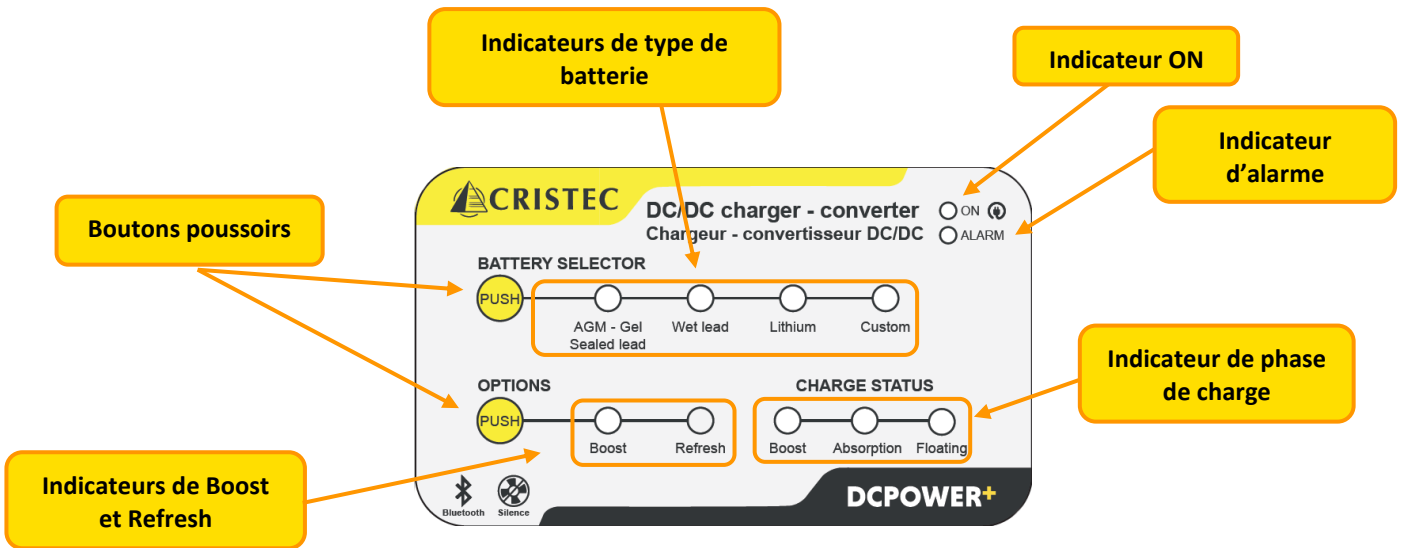 Indicateurs de type de
batterie
Indicateur ON
Indicateur
d'alarme
Boutons poussoirs
CRISTEC
DC/DC charger - converter
Chargeur - convertisseur DC/DC
ON
ALARM
BATTERY SELECTOR
PUSH
AGM - Gel
Sealed lead
Wet lead
Lithium
Custom
Indicateur de phase
de charge
OPTIONS
PUSH
Boost
Refresh
CHARGE STATUS
Boost
Absorption
Floating
Indicateurs de Boost
et Refresh
Bluetooth
Silence
DCPOWER+